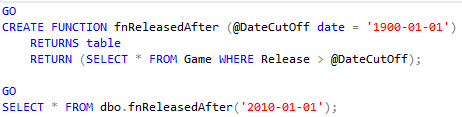 GO
CREATE FUNCTION fnReleasedAfter (@DateCutOff date = '1900-01-01')
RETURNS table
RETURN (SELECT * FROM Game WHERE Release > @DateCutOff);
GO
SELECT * FROM dbo.fnReleasedAfter('2010-01-01');